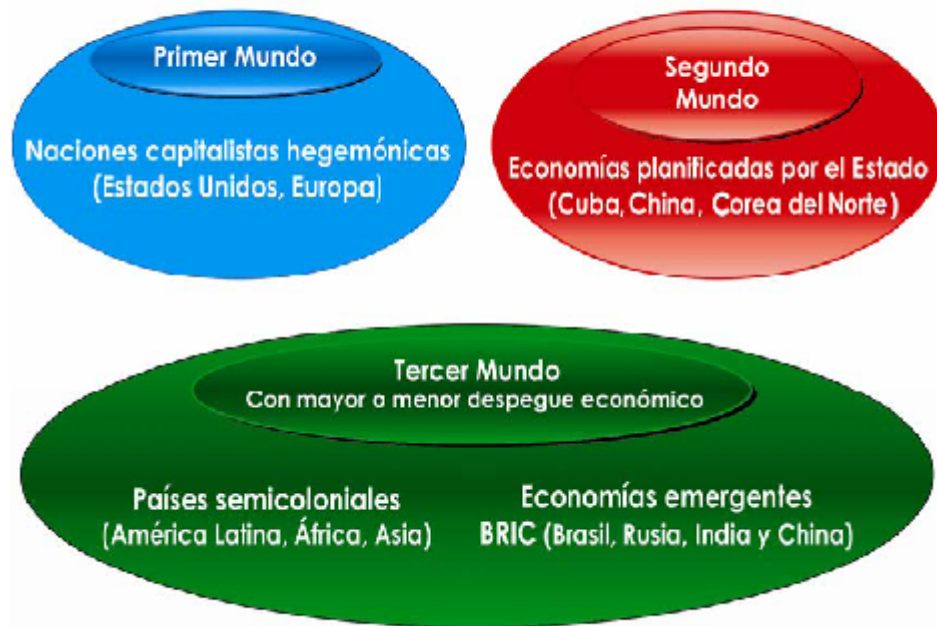 Primer Mundo
Naciones capitalistas hegemónicas
(Estados Unidos, Europa)
Segundo
Mundo
Economías planificadas por el Estado
(Cuba, China, Corea del Norte)
Tercer Mundo
Con mayor a menor despegue económico
Países semicoloniales
(América Latina, África, Asia)
Economías emergentes
BRIC (Brasil, Rusia, India y China)